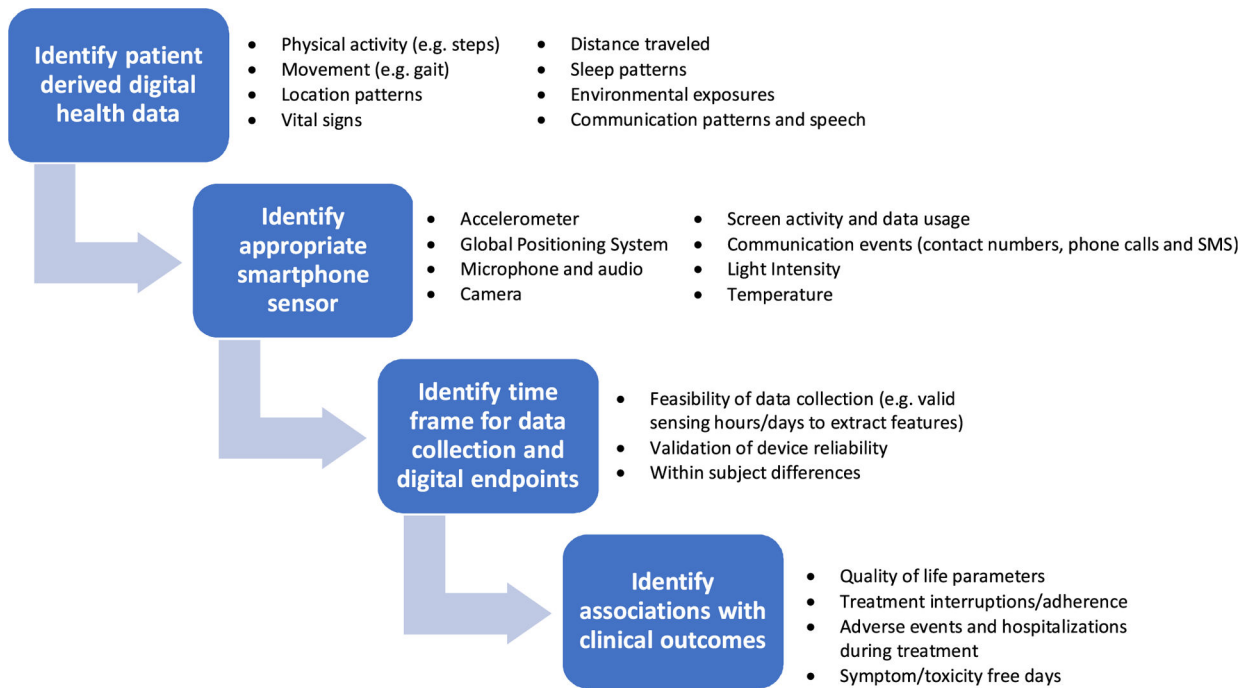 Identify patient
derived digital
health data
• Physical activity (e.g. steps)
• Movement (e.g. gait)
• Location patterns
• Vital signs
• Distance traveled
• Sleep patterns
• Environmental exposures
• Communication patterns and speech
Identify
appropriate
smartphone
sensor
• Accelerometer
• Global Positioning System
• Microphone and audio
• Camera
• Screen activity and data usage
• Communication events (contact numbers, phone calls and SMS)
• Light Intensity
• Temperature
Identify time
frame for data
collection and
digital endpoints
• Feasibility of data collection (e.g. valid
sensing hours/days to extract features)
• Validation of device reliability
• Within subject differences
Identify
associations with
clinical outcomes
• Quality of life parameters
• Treatment interruptions/adherence
• Adverse events and hospitalizations
during treatment
• Symptom/toxicity free days